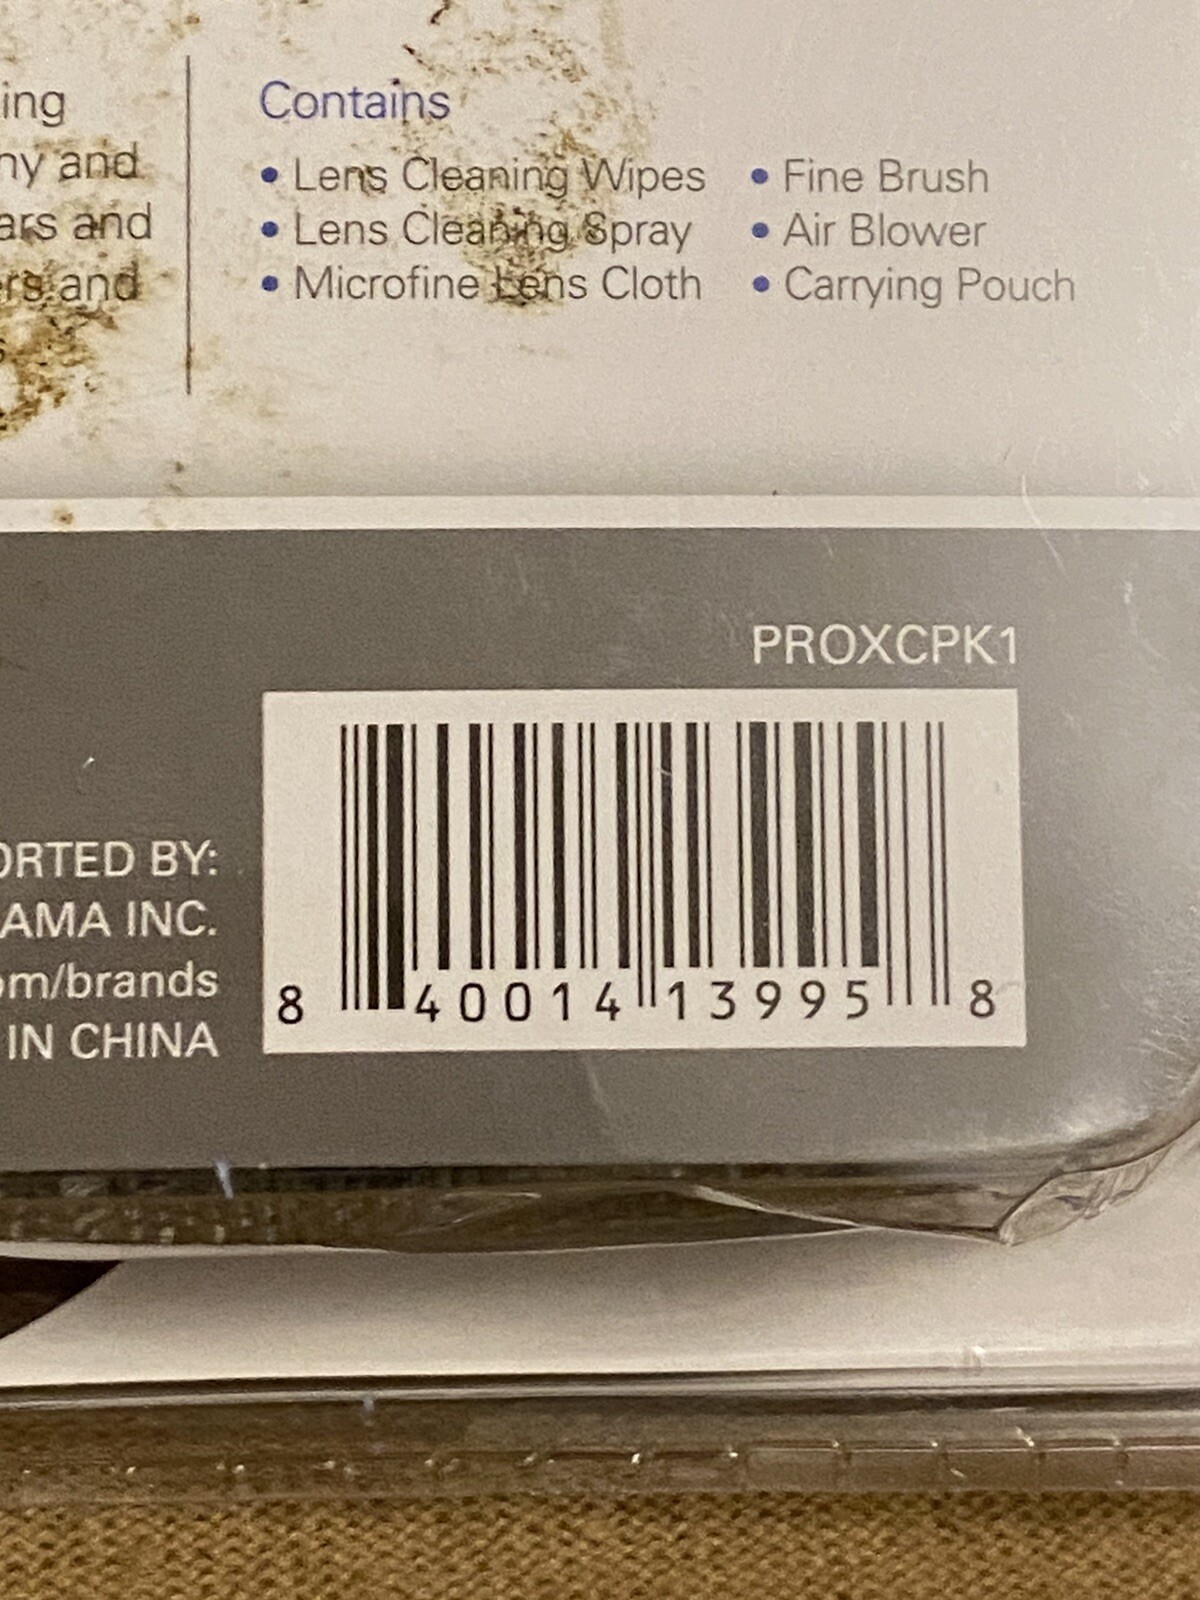 ing
ny and
ars and
ers and
s
Contains
• Lens Cleaning Wipes
• Lens Cleaning Spray
• Microfine Lens Cloth
• Fine Brush
• Air Blower
• Carrying Pouch
PROXCPK1
ORTED BY:
AMA INC.
om/brands
IN CHINA
8 40014 13995 8